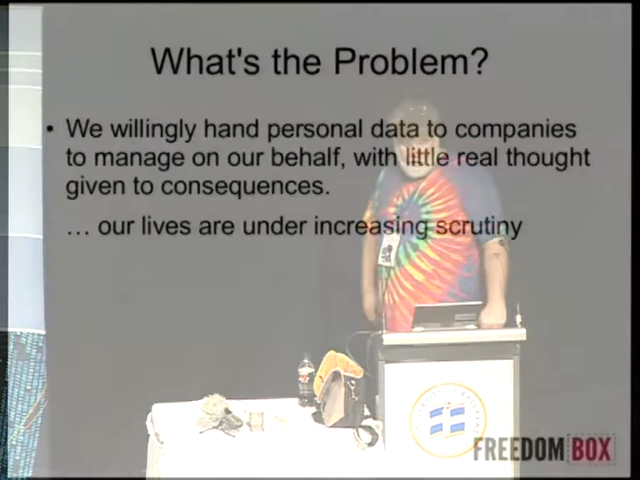 What's the Problem?
• We willingly hand personal data to companies
to manage on our behalf, with little real thought
given to consequences.
... our lives are under increasing scrutiny
FREEDOM BOX